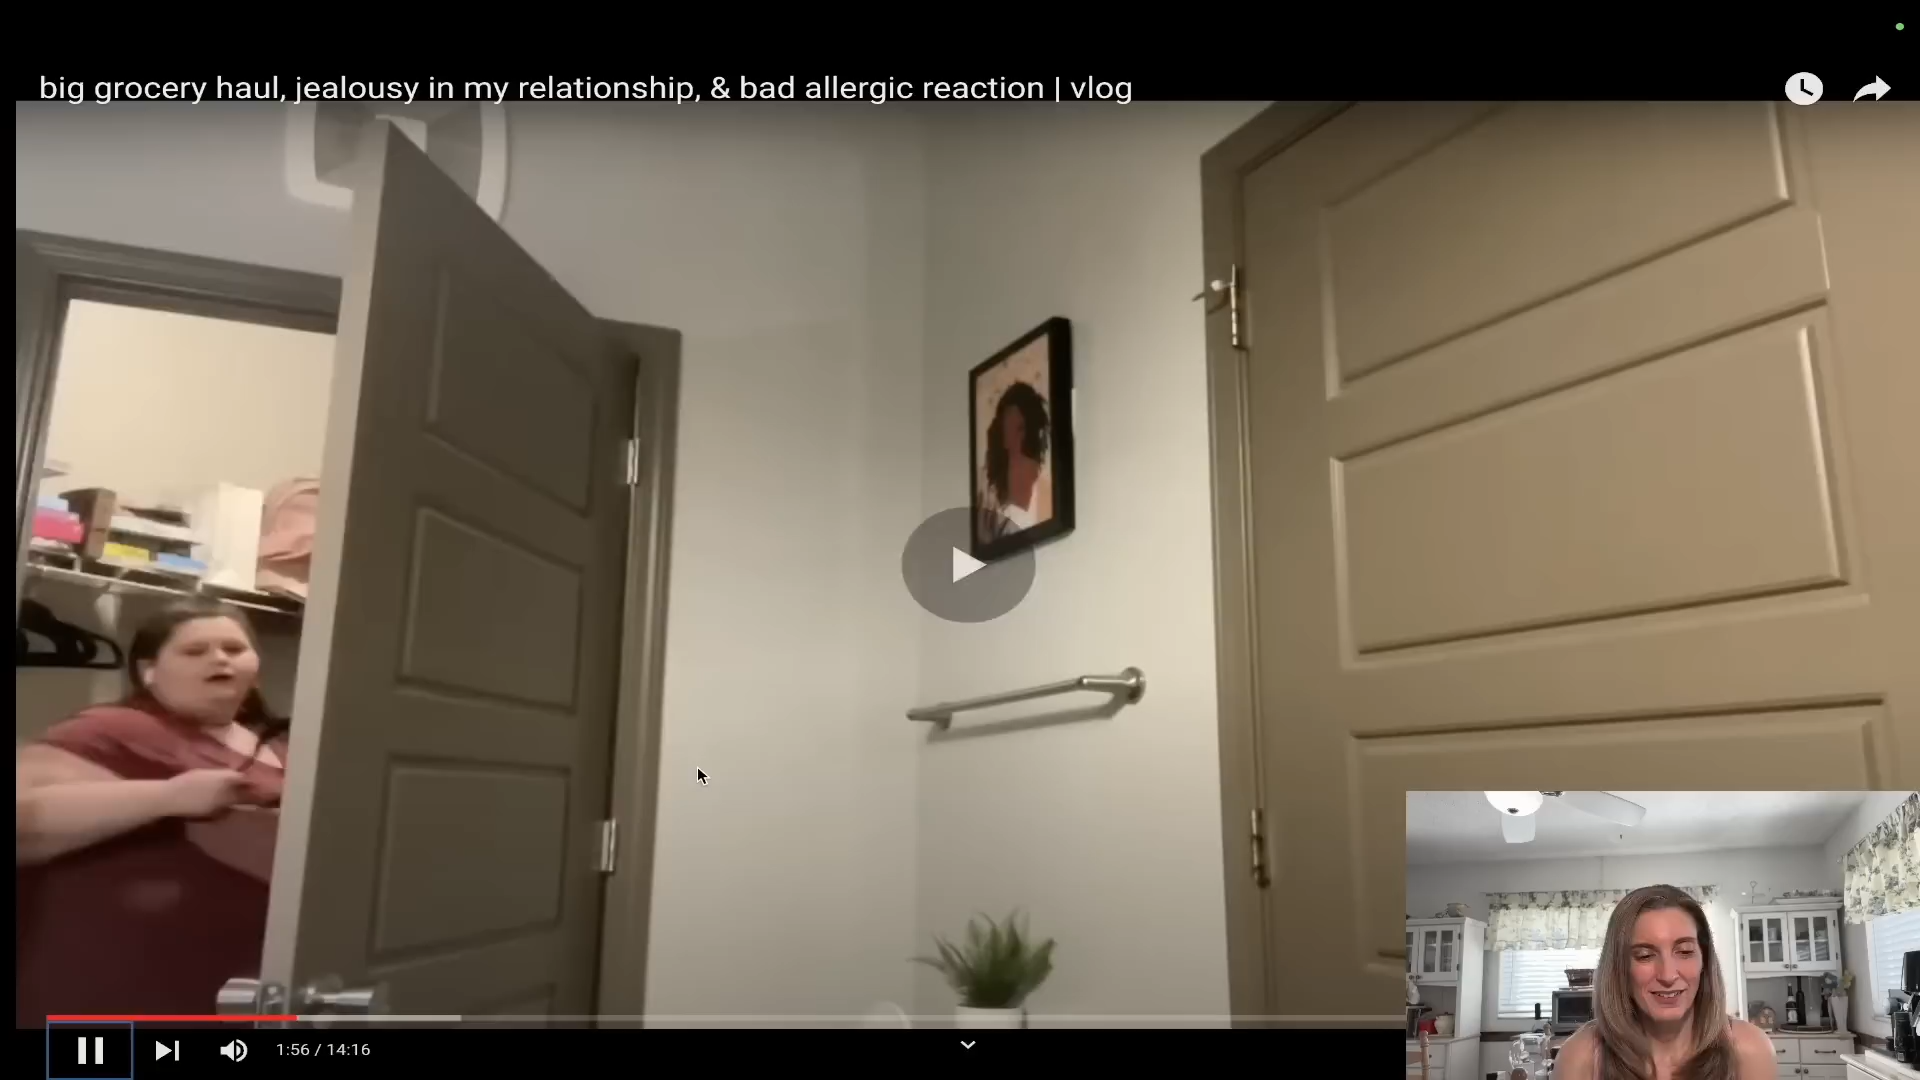 big grocery haul, jealousy in my relationship, & bad allergic reaction | vlog
1:56 / 14:16